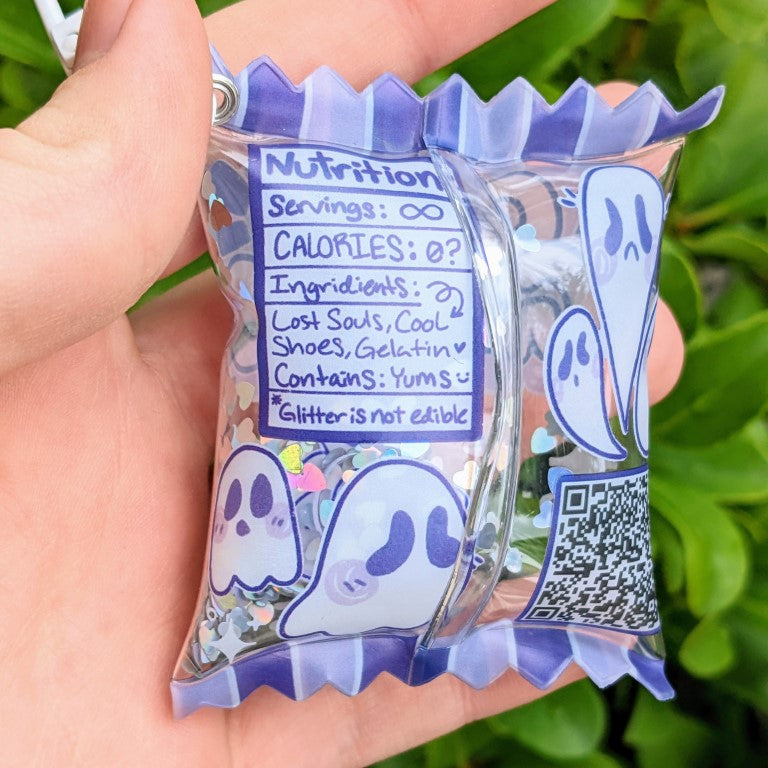 Nutrition
Servings: ∞
CALORIES: 0?
Ingridients:
Lost Souls, Cool
Shoes, Gelatin ♥
Contains: Yums
*Glitter is not edible